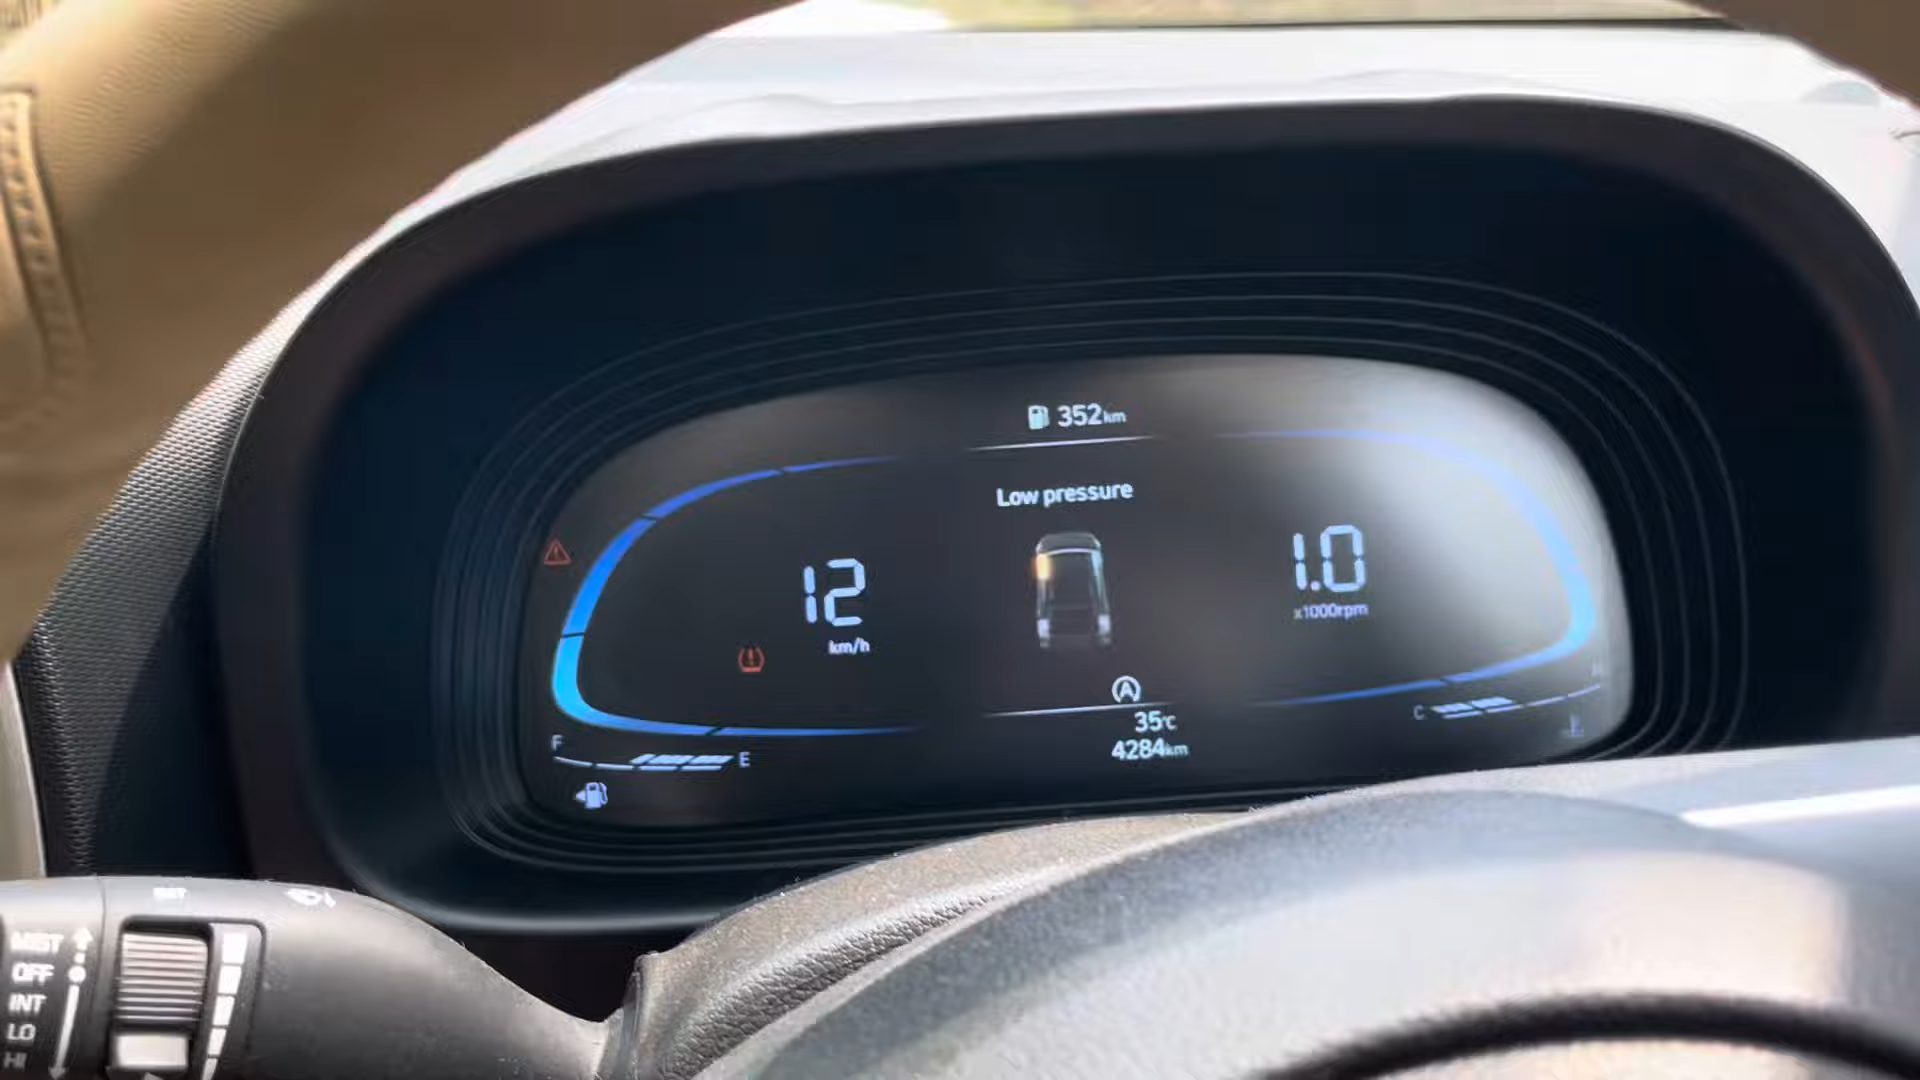 352km
Low pressure
12
km/h
1.0
x1000rpm
A
35°C
4284km
F
E
C
H
MIST
OFF
INT
LO
HI